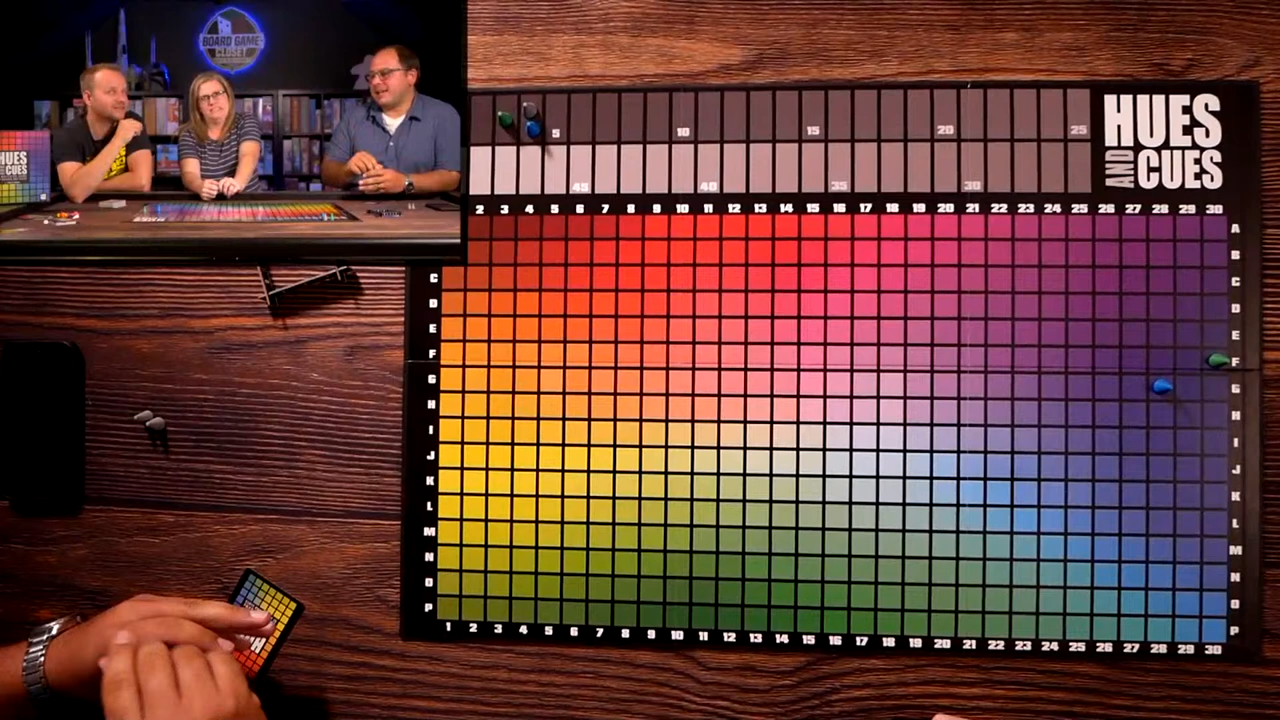 BOARD GAME
CLOSET
HUES
CUES
5 10 15 20 25
HUES
AND CUES
45 40 35 30
2 3 4 5 6 7 8 9 10 11 12 13 14 15 16 17 18 19 20 21 22 23 24 25 26 27 28 29 30
A
B
C
C
D
D
E
E
F
F
G
G
H
H
I
I
J
J
K
K
L
L
M
M
N
N
O
O
P
P
1 2 3 4 5 6 7 8 9 10 11 12 13 14 15 16 17 18 19 20 21 22 23 24 25 26 27 28 29 30